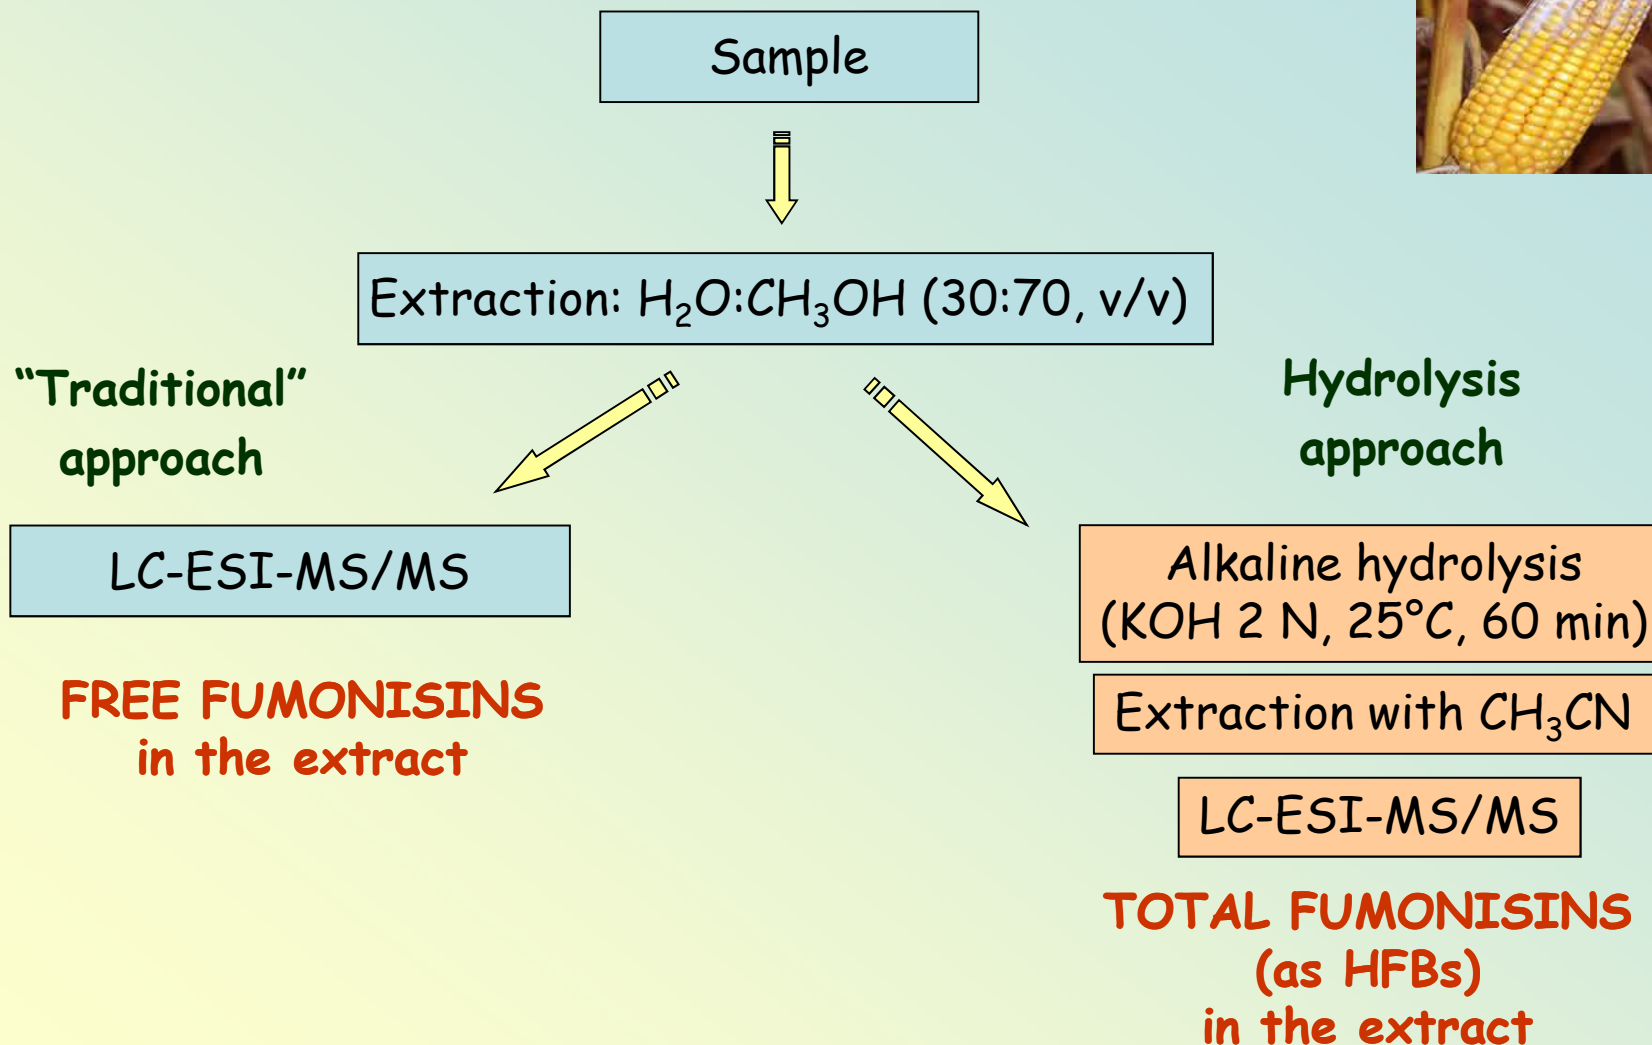 Sample
Extraction: H₂O:CH₃OH (30:70, v/v)
“Traditional”
approach
LC-ESI-MS/MS
FREE FUMONISINS
in the extract
Hydrolysis
approach
Alkaline hydrolysis
(KOH 2 N, 25°C, 60 min)
Extraction with CH₃CN
LC-ESI-MS/MS
TOTAL FUMONISINS
(as HFBs)
in the extract